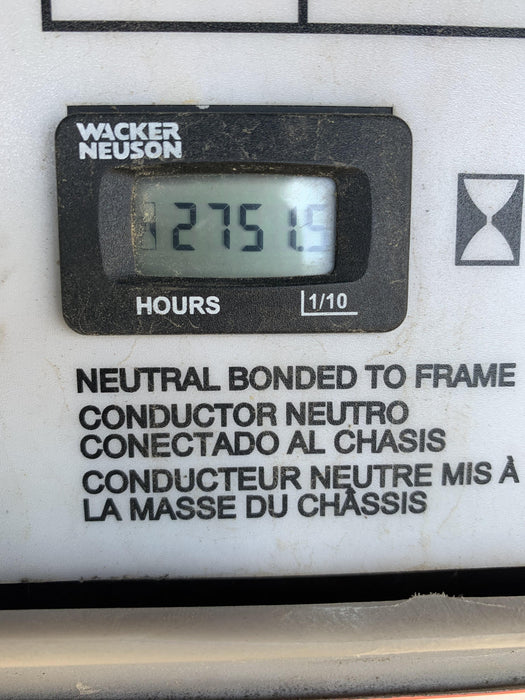 WACKER
NEUSON
2751.5
HOURS 1/10
NEUTRAL BONDED TO FRAME
CONDUCTOR NEUTRO
CONECTADO AL CHASIS
CONDUCTEUR NEUTRE MIS À
LA MASSE DU CHÂSSIS